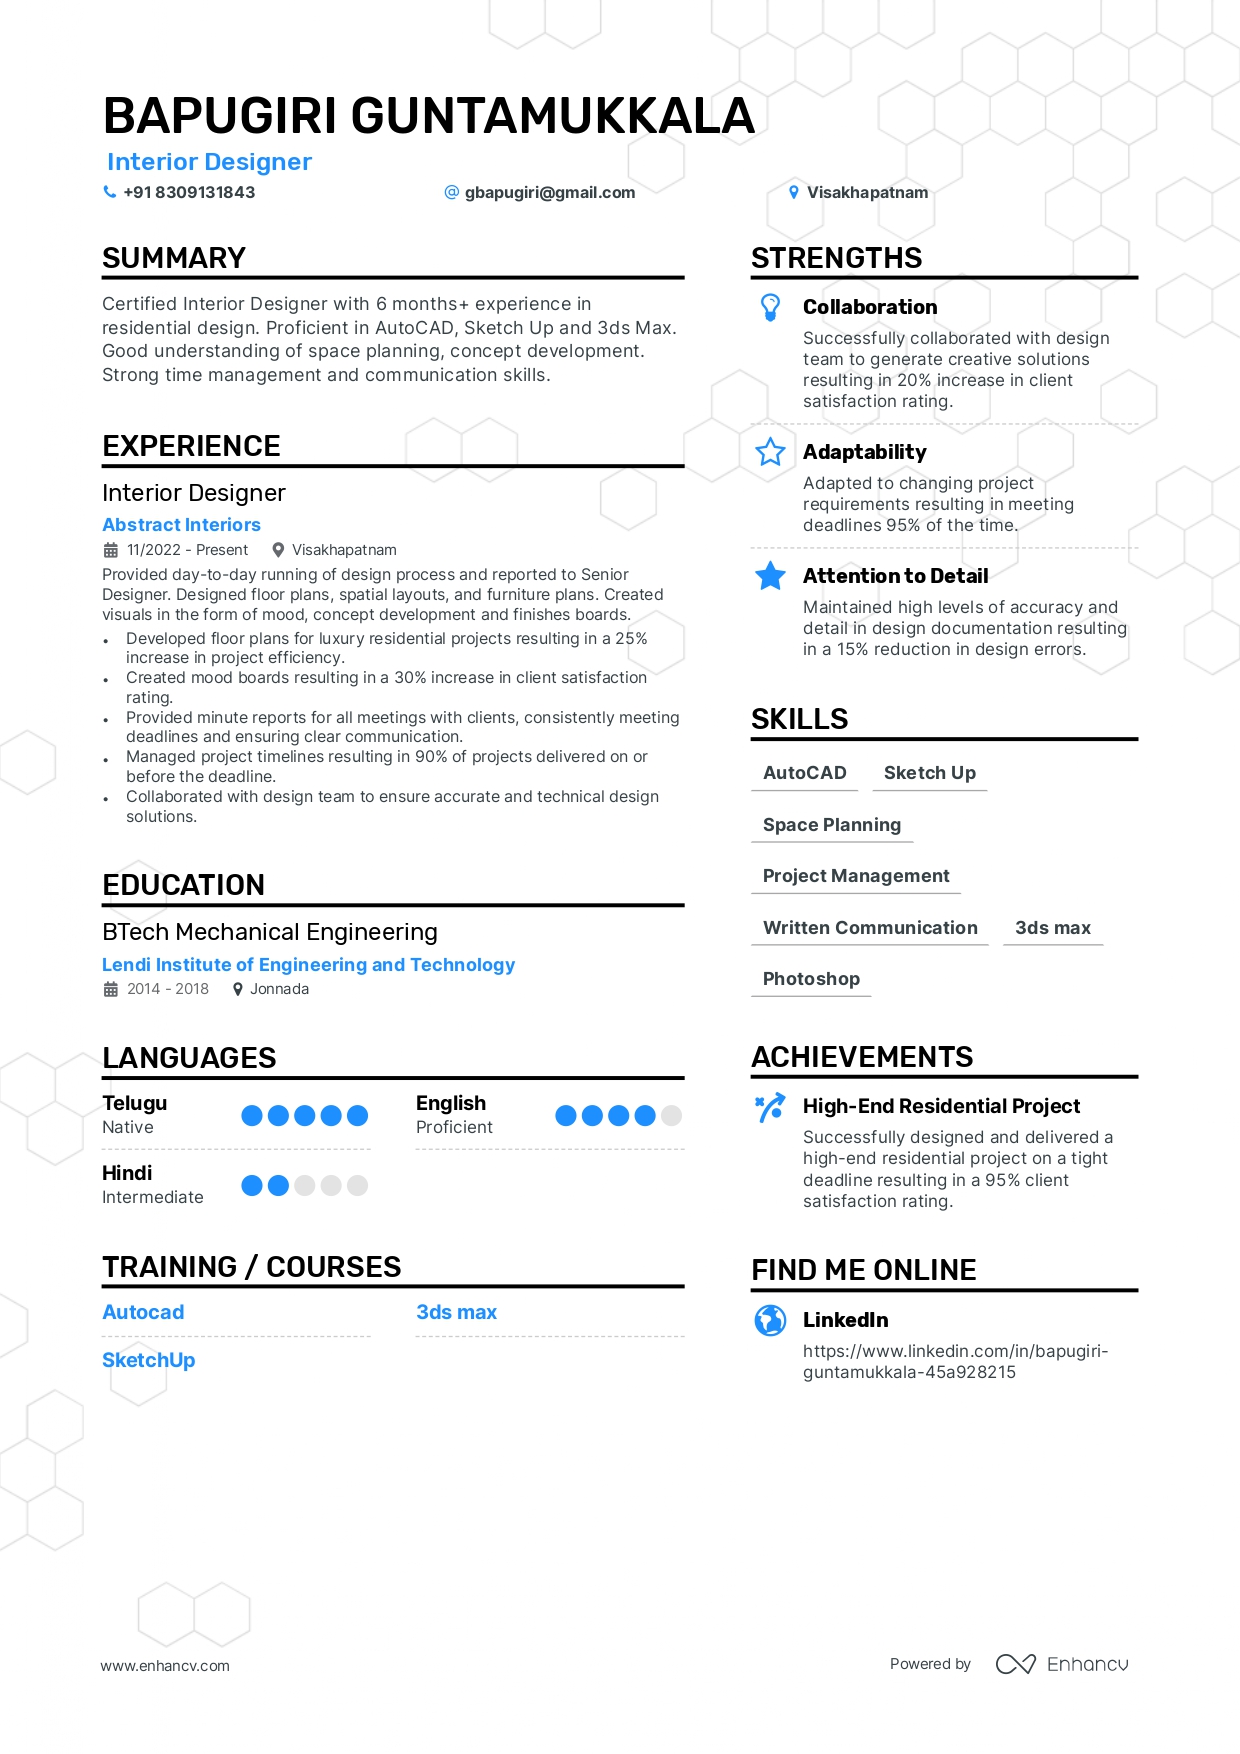 BAPUGIRI GUNTAMUKKALA
Interior Designer
+91 8309131843
gbapugiri@gmail.com
Visakhapatnam
SUMMARY
Certified Interior Designer with 6 months+ experience in
residential design. Proficient in AutoCAD, Sketch Up and 3ds Max.
Good understanding of space planning, concept development.
Strong time management and communication skills.
EXPERIENCE
Interior Designer
Abstract Interiors
11/2022 - Present Visakhapatnam
Provided day-to-day running of design process and reported to Senior
Designer. Designed floor plans, spatial layouts, and furniture plans. Created
visuals in the form of mood, concept development and finishes boards.
• Developed floor plans for luxury residential projects resulting in a 25%
increase in project efficiency.
• Created mood boards resulting in a 30% increase in client satisfaction
rating.
• Provided minute reports for all meetings with clients, consistently meeting
deadlines and ensuring clear communication.
• Managed project timelines resulting in 90% of projects delivered on or
before the deadline.
• Collaborated with design team to ensure accurate and technical design
solutions.
EDUCATION
BTech Mechanical Engineering
Lendi Institute of Engineering and Technology
2014 - 2018 Jonnada
LANGUAGES
Telugu
Native
English
Proficient
Hindi
Intermediate
TRAINING / COURSES
Autocad
3ds max
SketchUp
STRENGTHS
Collaboration
Successfully collaborated with design
team to generate creative solutions
resulting in 20% increase in client
satisfaction rating.
Adaptability
Adapted to changing project
requirements resulting in meeting
deadlines 95% of the time.
Attention to Detail
Maintained high levels of accuracy and
detail in design documentation resulting
in a 15% reduction in design errors.
SKILLS
AutoCAD Sketch Up
Space Planning
Project Management
Written Communication 3ds max
Photoshop
ACHIEVEMENTS
High-End Residential Project
Successfully designed and delivered a
high-end residential project on a tight
deadline resulting in a 95% client
satisfaction rating.
FIND ME ONLINE
LinkedIn
https://www.linkedin.com/in/bapugiri-
guntamukkala-45a928215
www.enhancv.com
Powered by Enhancv